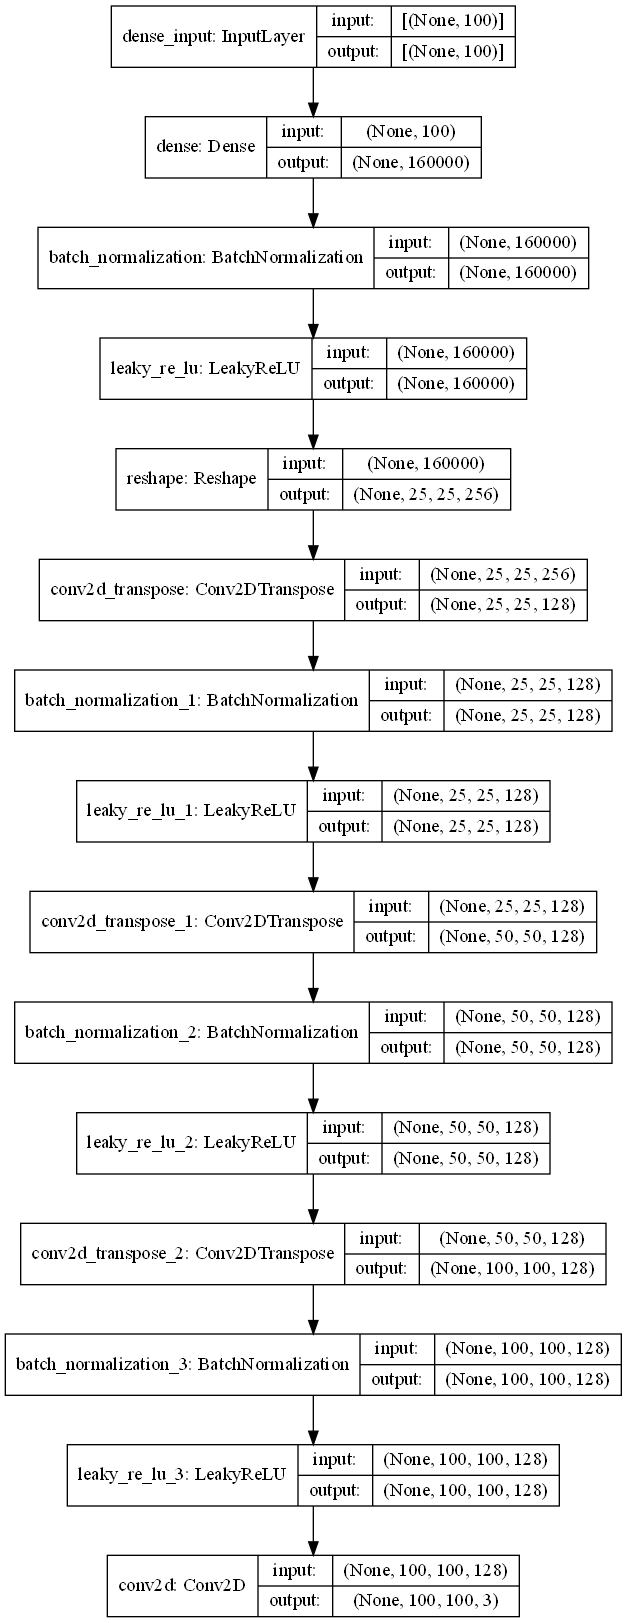 dense_input: InputLayer
input: [(None, 100)]
output: [(None, 100)]
dense: Dense
input: (None, 100)
output: (None, 160000)
batch_normalization: BatchNormalization
input: (None, 160000)
output: (None, 160000)
leaky_re_lu: LeakyReLU
input: (None, 160000)
output: (None, 160000)
reshape: Reshape
input: (None, 160000)
output: (None, 25, 25, 256)
conv2d_transpose: Conv2DTranspose
input: (None, 25, 25, 256)
output: (None, 25, 25, 128)
batch_normalization_1: BatchNormalization
input: (None, 25, 25, 128)
output: (None, 25, 25, 128)
leaky_re_lu_1: LeakyReLU
input: (None, 25, 25, 128)
output: (None, 25, 25, 128)
conv2d_transpose_1: Conv2DTranspose
input: (None, 25, 25, 128)
output: (None, 50, 50, 128)
batch_normalization_2: BatchNormalization
input: (None, 50, 50, 128)
output: (None, 50, 50, 128)
leaky_re_lu_2: LeakyReLU
input: (None, 50, 50, 128)
output: (None, 50, 50, 128)
conv2d_transpose_2: Conv2DTranspose
input: (None, 50, 50, 128)
output: (None, 100, 100, 128)
batch_normalization_3: BatchNormalization
input: (None, 100, 100, 128)
output: (None, 100, 100, 128)
leaky_re_lu_3: LeakyReLU
input: (None, 100, 100, 128)
output: (None, 100, 100, 128)
conv2d: Conv2D
input: (None, 100, 100, 128)
output: (None, 100, 100, 3)